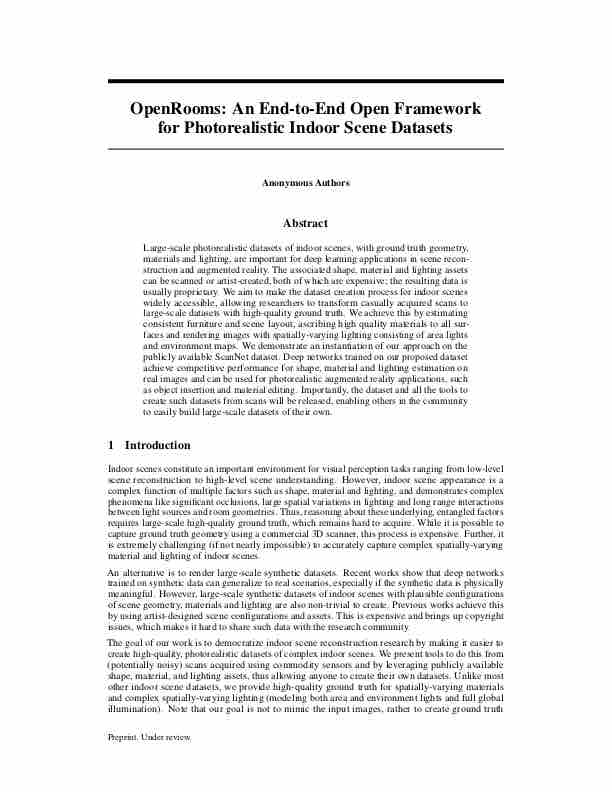 OpenRooms: An End-to-End Open Framework
for Photorealistic Indoor Scene Datasets
Anonymous Authors
Abstract
Large-scale photorealistic datasets of indoor scenes, with ground truth geometry,
materials and lighting, are important for deep learning applications in scene recon-
struction and augmented reality. The associated shape, material and lighting assets
can be scanned or artist-created, both of which are expensive; the resulting data is
usually proprietary. We aim to make the dataset creation process for indoor scenes
widely accessible, allowing researchers to transform casually acquired scans to
large-scale datasets with high-quality ground truth. We achieve this by estimating
consistent furniture and scene layout, ascribing high quality materials to all sur-
faces and rendering images with spatially-varying lighting consisting of area lights
and environment maps. We demonstrate an instantiation of our approach on the
publicly available ScanNet dataset. Deep networks trained on our proposed dataset
achieve competitive performance for shape, material and lighting estimation on
real images and can be used for photorealistic augmented reality applications, such
as object insertion and material editing. Importantly, the dataset and all the tools to
create such datasets from scans will be released, enabling others in the community
to easily build large-scale datasets of their own.
1 Introduction
Indoor scenes constitute an important environment for visual perception tasks ranging from low-level
scene reconstruction to high-level scene understanding. However, indoor scene appearance is a
complex function of multiple factors such as shape, material and lighting, and demonstrates complex
phenomena like significant occlusions, large spatial variations in lighting and long range interactions
between light sources and room geometries. Thus, reasoning about these underlying, entangled factors
requires large-scale high-quality ground truth, which remains hard to acquire. While it is possible to
capture ground truth geometry using a commercial 3D scanner, this process is expensive. Further, it
is extremely challenging (if not nearly impossible) to accurately capture complex spatially-varying
material and lighting of indoor scenes.
An alternative is to render large-scale synthetic datasets. Recent works show that deep networks
trained on synthetic data can generalize to real scenarios, especially if the synthetic data is physically
meaningful. However, large-scale synthetic datasets of indoor scenes with plausible configurations
of scene geometry, materials and lighting are also non-trivial to create. Previous works achieve this
by using artist-designed scene configurations and assets. This is expensive and brings up copyright
issues, which makes it hard to share such data with the research community.
The goal of our work is to democratize indoor scene reconstruction research by making it easier to
create high-quality, photorealistic datasets of complex indoor scenes. We present tools to do this from
(potentially noisy) scans acquired using commodity sensors and by leveraging publicly available
shape, material, and lighting assets, thus allowing anyone to create their own datasets. Unlike most
other indoor scene datasets, we provide high-quality ground truth for spatially-varying materials
and complex spatially-varying lighting (modeling both area and environment lights and full global
illumination). Note that our goal is not to mimic the input images, rather to create ground truth
Preprint. Under review.